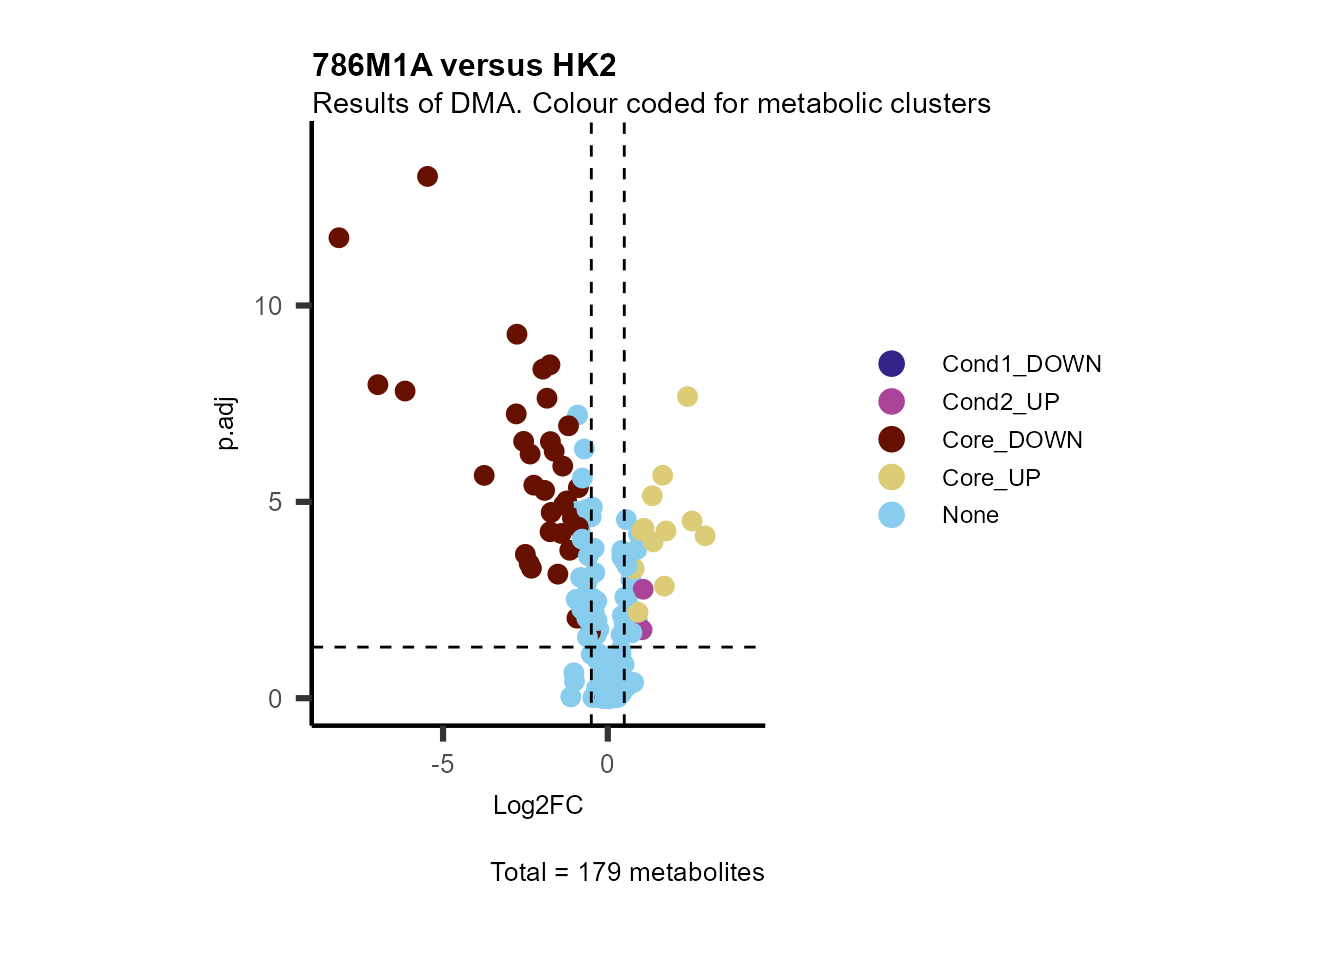 786M1A versus HK2
Results of DMA. Colour coded for metabolic clusters
10
5
0
p.adj
-5
0
Log2FC
Cond1_DOWN
Cond2_UP
Core_DOWN
Core_UP
None
Total = 179 metabolites